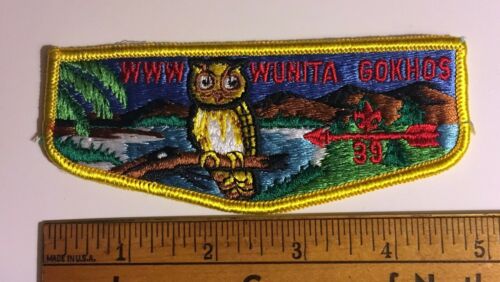 WWW WUNITA GOKHOS
39
1 2 3 4 5
MADE IN U.S.A.